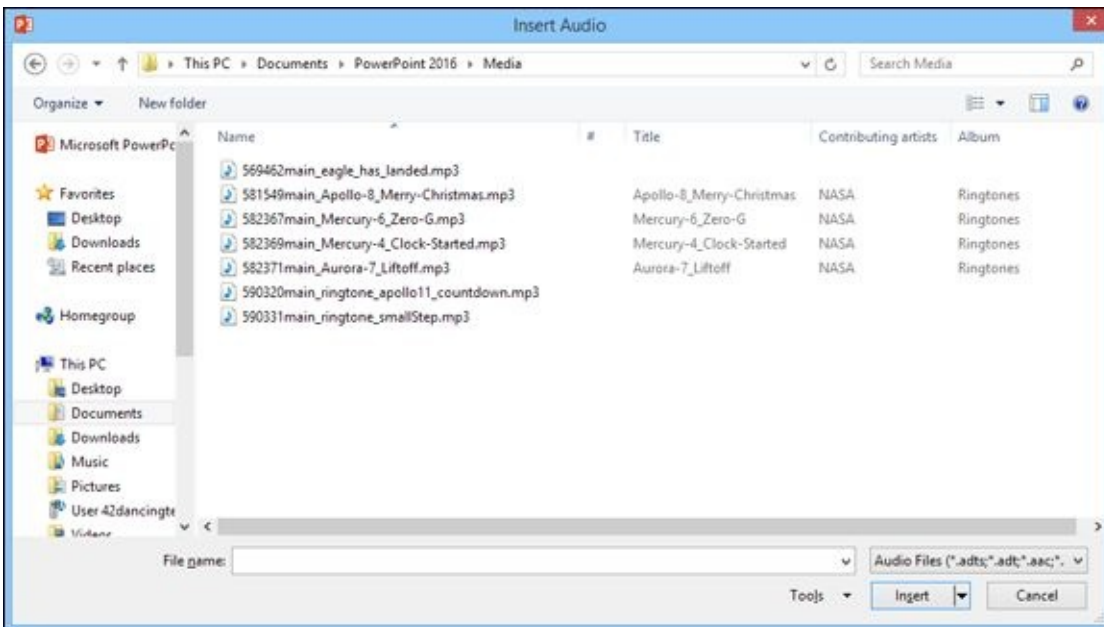 Insert Audio
This PC Documents PowerPoint 2016 Media Search Media
Organize New folder
Microsoft PowerPc
Favorites
Desktop
Downloads
Recent places
Homegroup
This PC
Desktop
Documents
Downloads
Music
Pictures
User 42dancingte
Videos
Name # Title Contributing artists Album
569462main_eagle_has_landed.mp3
581549main_Apollo-8_Merry-Christmas.mp3 Apollo-8_Merry-Christmas NASA Ringtones
582367main_Mercury-6_Zero-G.mp3 Mercury-6_Zero-G NASA Ringtones
582369main_Mercury-4_Clock-Started.mp3 Mercury-4_Clock-Started NASA Ringtones
582371main_Aurora-7_Liftoff.mp3 Aurora-7_Liftoff NASA Ringtones
590320main_ringtone_apollo11_countdown.mp3
590331main_ringtone_smallStep.mp3
File name: Audio Files (*.adts;*.adt;*.aac;*.
Tools Insert Cancel